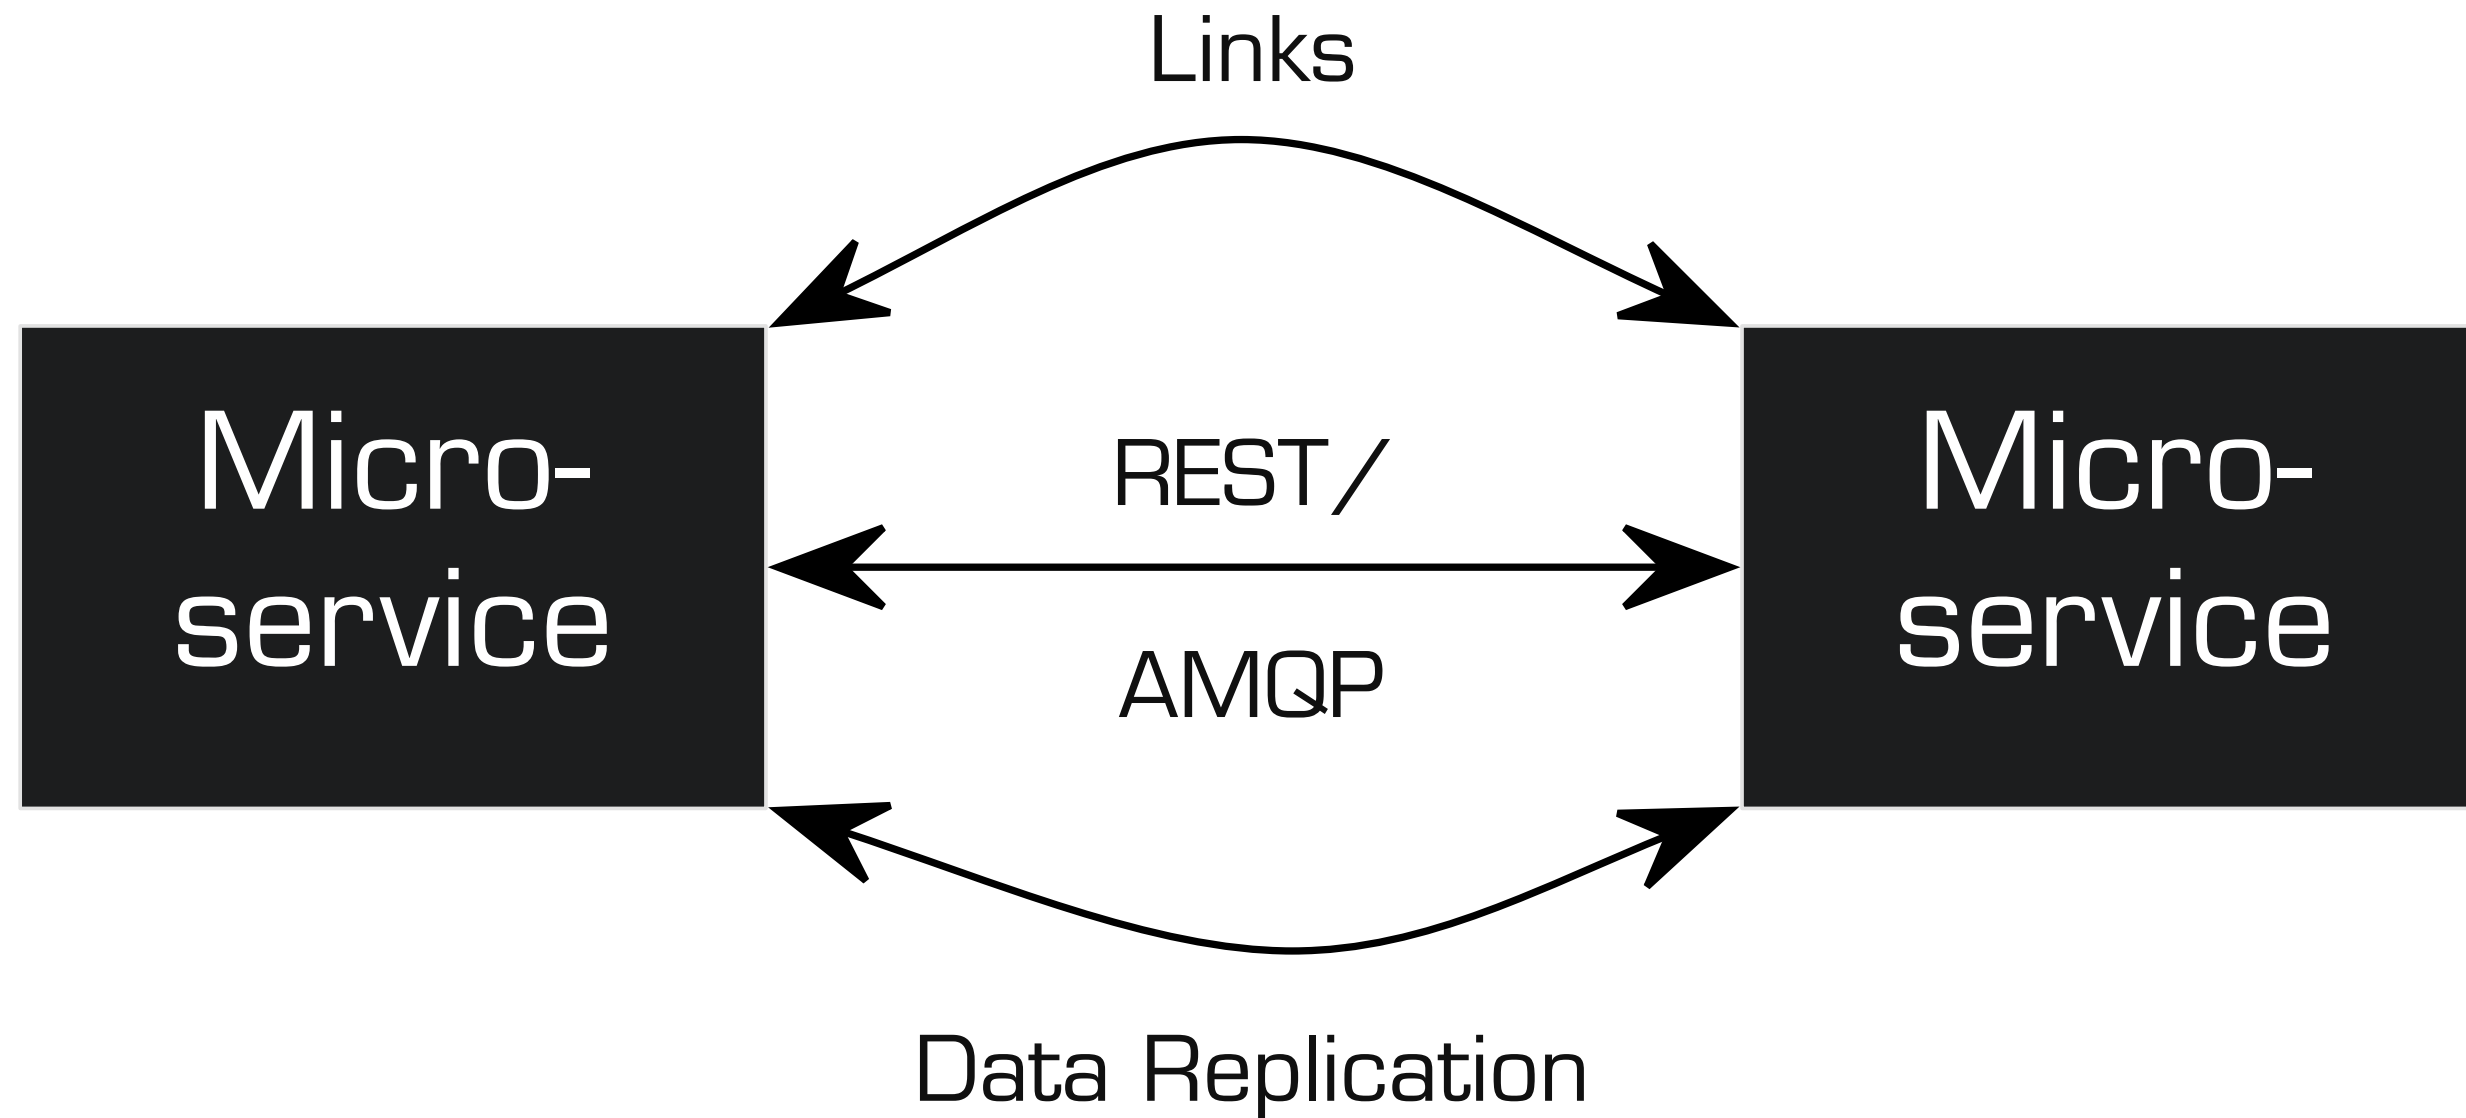 Links
Micro-
service
REST/
AMQP
Micro-
service
Data Replication